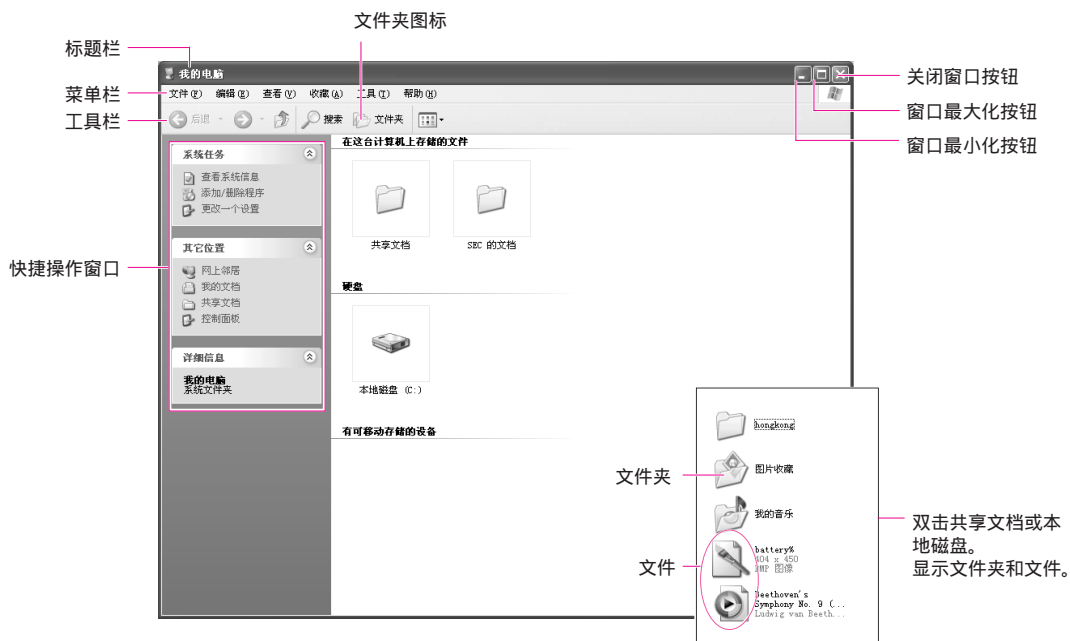 文件夹图标
标题栏
菜单栏
工具栏
快捷操作窗口
关闭窗口按钮
窗口最大化按钮
窗口最小化按钮
我的电脑
文件(F) 编辑(E) 查看(V) 收藏(A) 工具(T) 帮助(H)
后退 搜索 文件夹
系统任务
查看系统信息
添加/删除程序
更改一个设置
其它位置
网上邻居
我的文档
共享文档
控制面板
详细信息
我的电脑
系统文件夹
在这台计算机上存储的文件
共享文档 SEC 的文档
硬盘
本地磁盘 (C:)
有可移动存储的设备
hongkong
图片收藏
我的音乐
battery%
404 x 450
BMP 图像
Beethoven's
Symphony No. 9 (...
Ludwig van Beeth...
文件夹
文件
双击共享文档或本
地磁盘。
显示文件夹和文件。